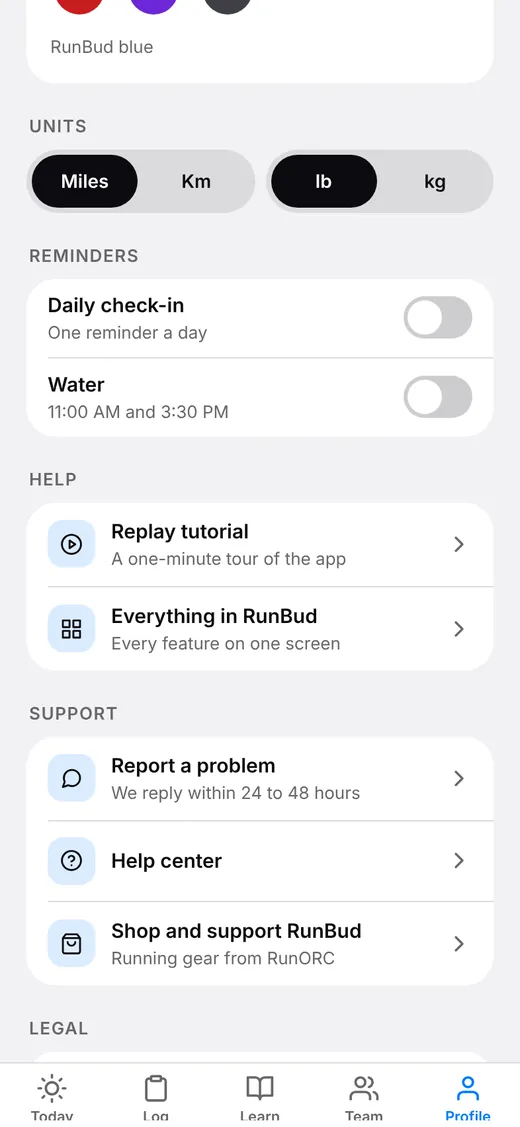 RunBud blue
UNITS
Miles Km lb kg
REMINDERS
Daily check-in
One reminder a day
Water
11:00 AM and 3:30 PM
HELP
Replay tutorial
A one-minute tour of the app
Everything in RunBud
Every feature on one screen
SUPPORT
Report a problem
We reply within 24 to 48 hours
Help center
Shop and support RunBud
Running gear from RunORC
LEGAL
Today Log Learn Team Profile